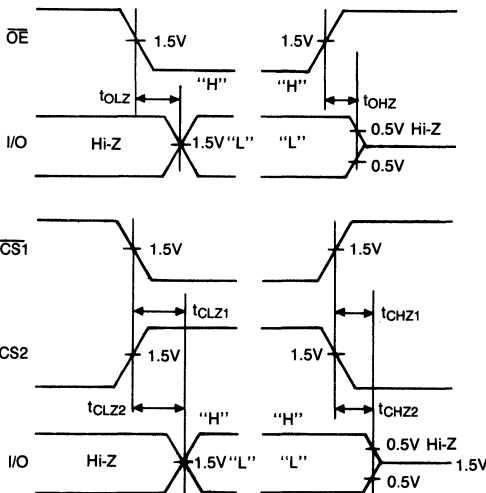 OE 1.5V 1.5V
"H" "H"
tOLZ tOHZ
I/O Hi-Z 1.5V "L" "L" 0.5V Hi-Z
0.5V
CS1 1.5V 1.5V
tCLZ1 tCHZ1
CS2 1.5V 1.5V
tCLZ2 "H" "H" tCHZ2
0.5V Hi-Z
I/O Hi-Z 1.5V "L" "L" 1.5V
0.5V